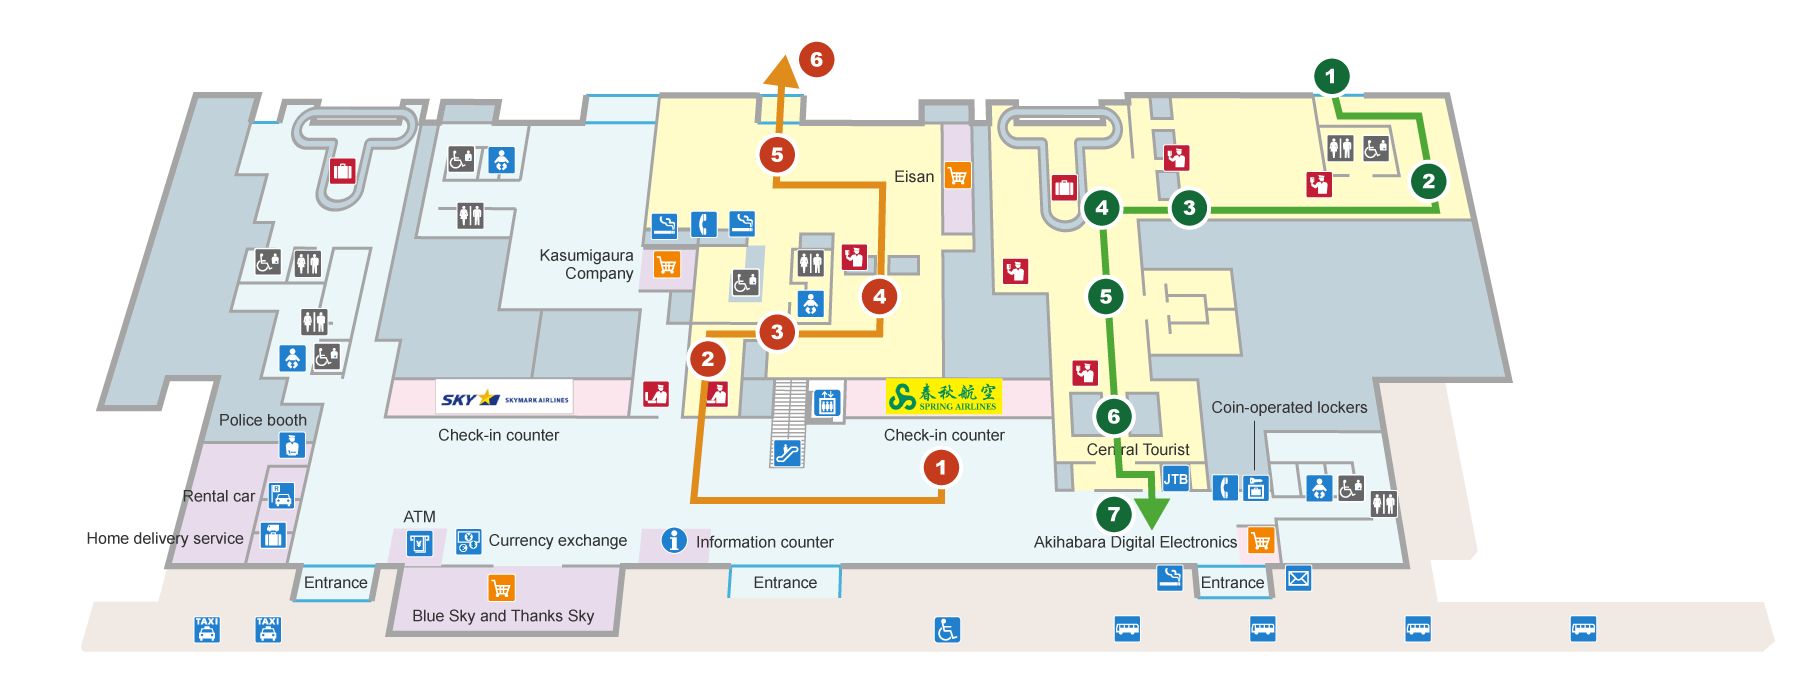 6
1
5
Eisan
2
4
3
Kasumigaura
Company
4
5
3
2
SKY
SKYMARK AIRLINES
春秋航空
SPRING AIRLINES
6
Coin-operated lockers
Police booth
Check-in counter
Check-in counter
Central Tourist
1
JTB
Rental car
R
7
ATM
Home delivery service
¥
¥
Currency exchange
i
Information counter
Akihabara Digital Electronics
Entrance
Entrance
Entrance
Blue Sky and Thanks Sky
TAXI
TAXI